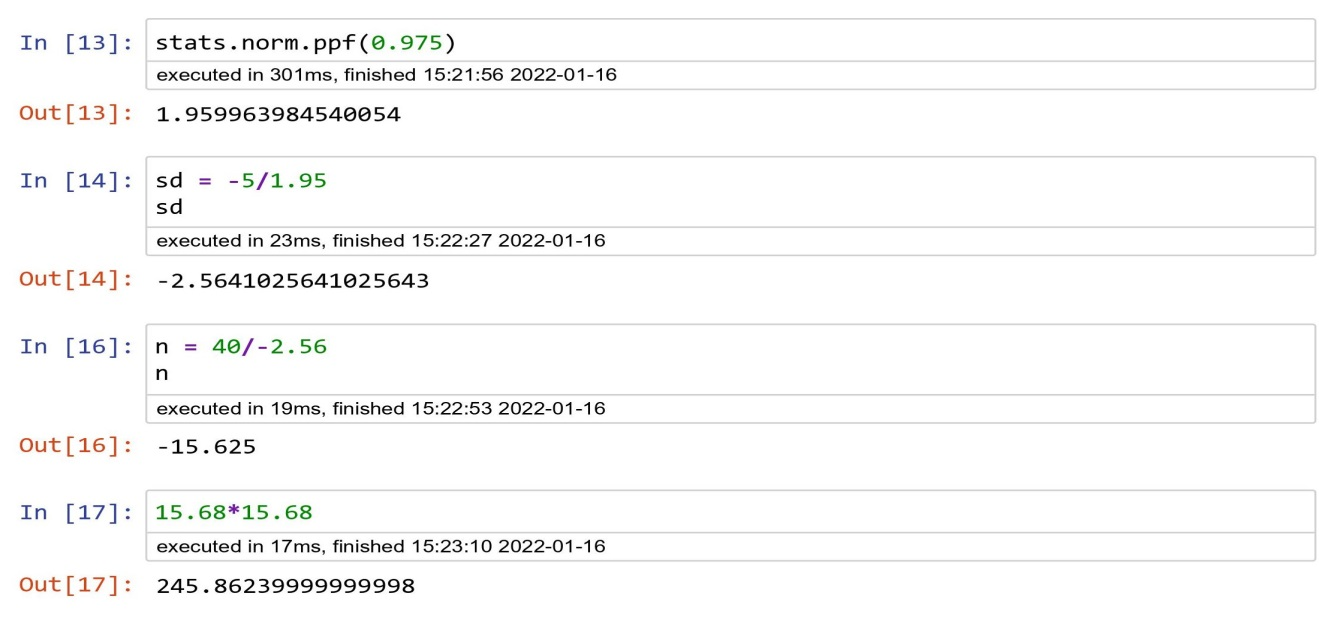 In [13]: stats.norm.ppf(0.975)
executed in 301ms, finished 15:21:56 2022-01-16
Out[13]: 1.959963984540054
In [14]: sd = -5/1.95
sd
executed in 23ms, finished 15:22:27 2022-01-16
Out[14]: -2.5641025641025643
In [16]: n = 40/-2.56
n
executed in 19ms, finished 15:22:53 2022-01-16
Out[16]: -15.625
In [17]: 15.68*15.68
executed in 17ms, finished 15:23:10 2022-01-16
Out[17]: 245.86239999999998